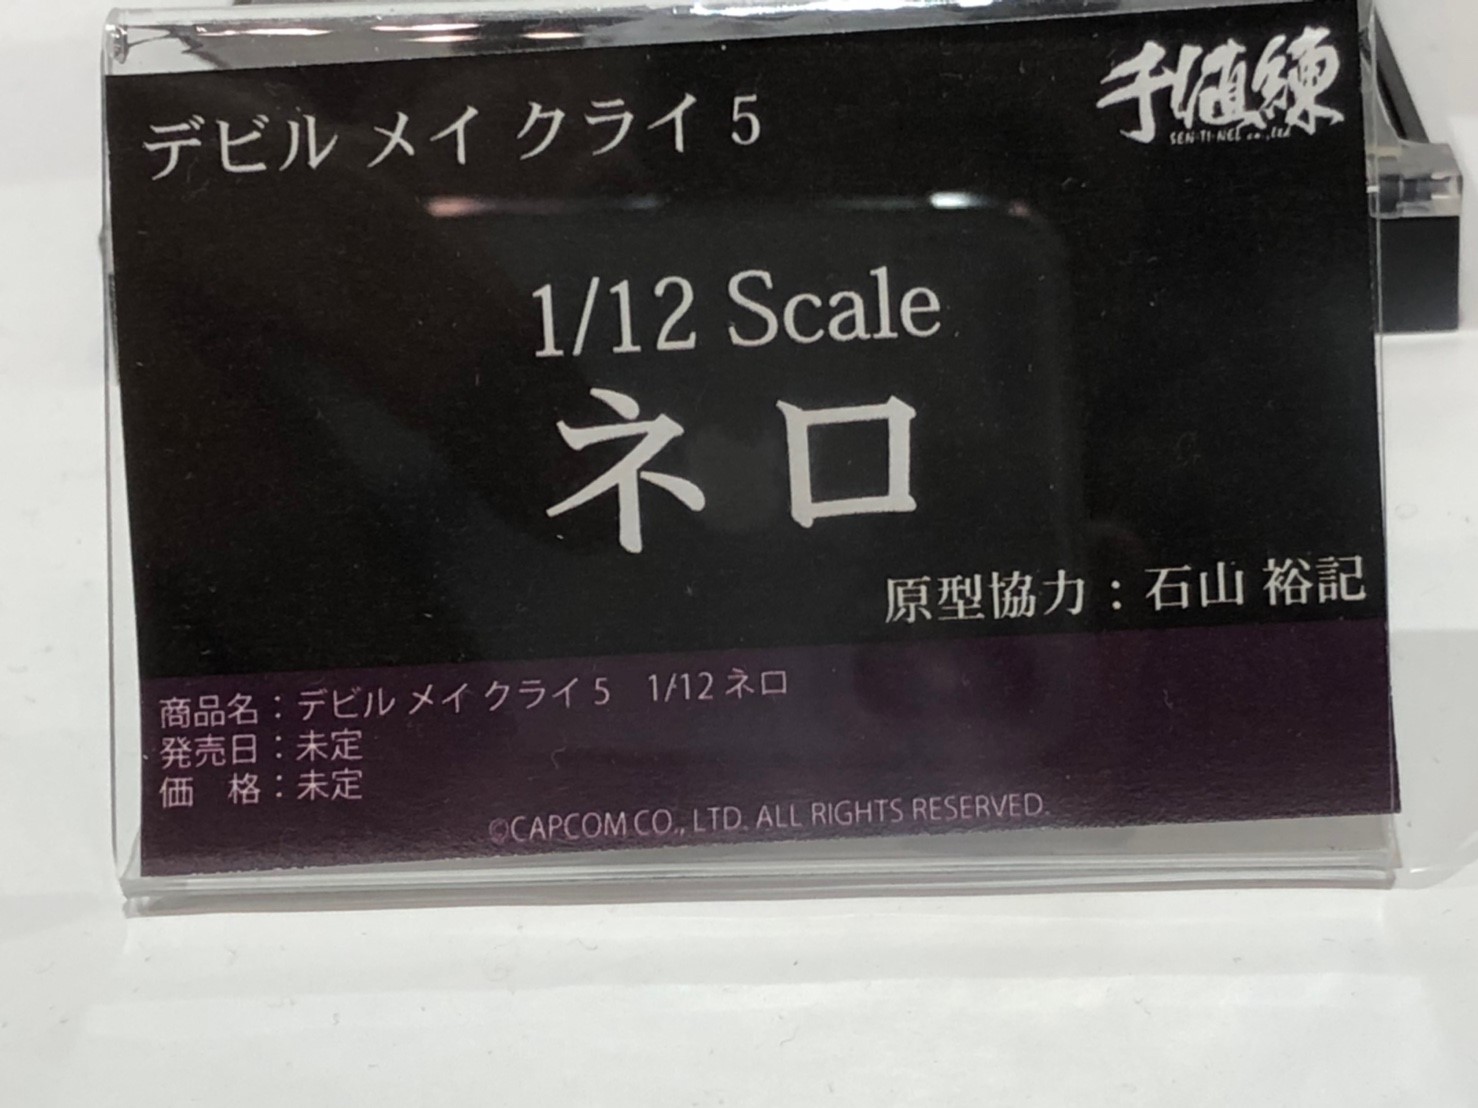 デビル メイ クライ 5
千値練
SEN-TI-NEL co.,Ltd
1/12 Scale
ネロ
原型協力：石山 裕記
商品名：デビル メイ クライ 5　1/12 ネロ
発売日：未定
価　格：未定
©CAPCOM CO., LTD. ALL RIGHTS RESERVED.